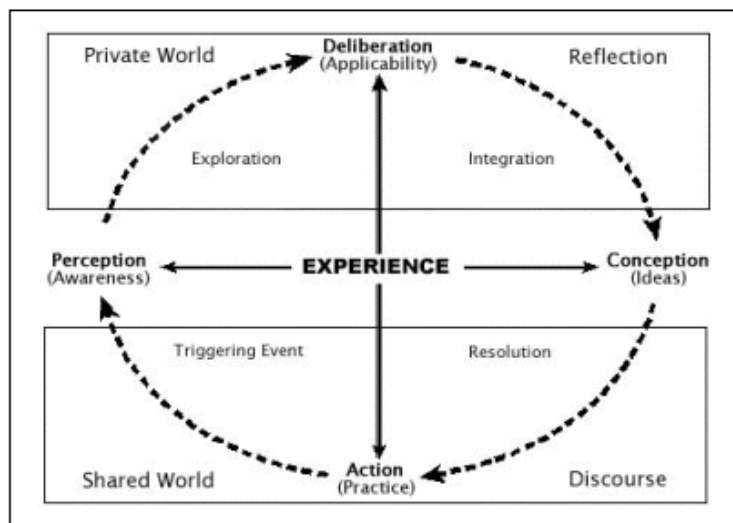 Private World
Deliberation
(Applicability)
Reflection
Exploration
Integration
Perception
(Awareness)
EXPERIENCE
Conception
(Ideas)
Triggering Event
Resolution
Shared World
Action
(Practice)
Discourse